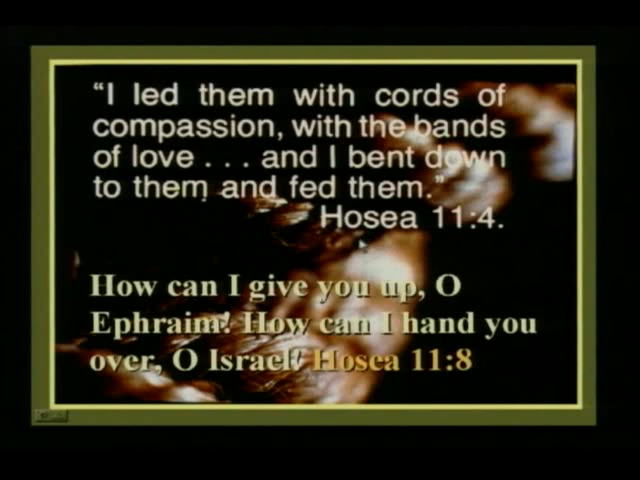 “I led them with cords of
compassion, with the bands
of love . . . and I bent down
to them and fed them.”
Hosea 11:4.
How can I give you up, O
Ephraim! How can I hand you
over, O Israel! Hosea 11:8